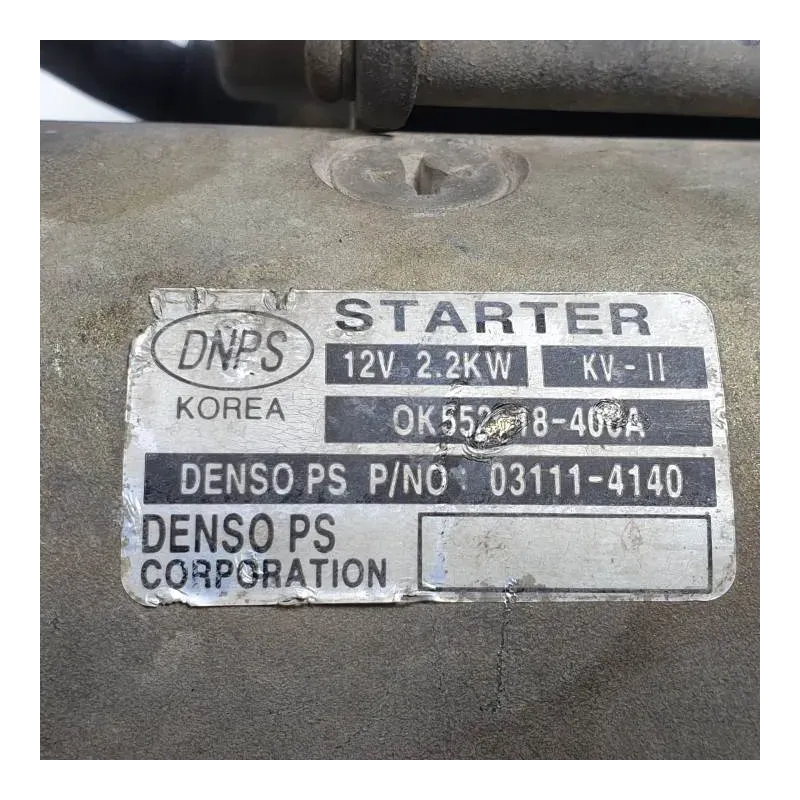 STARTER
DNPS
12V 2.2KW KV-II
KOREA
DENSO PS P/NO 03111-4140
DENSO PS
CORPORATION